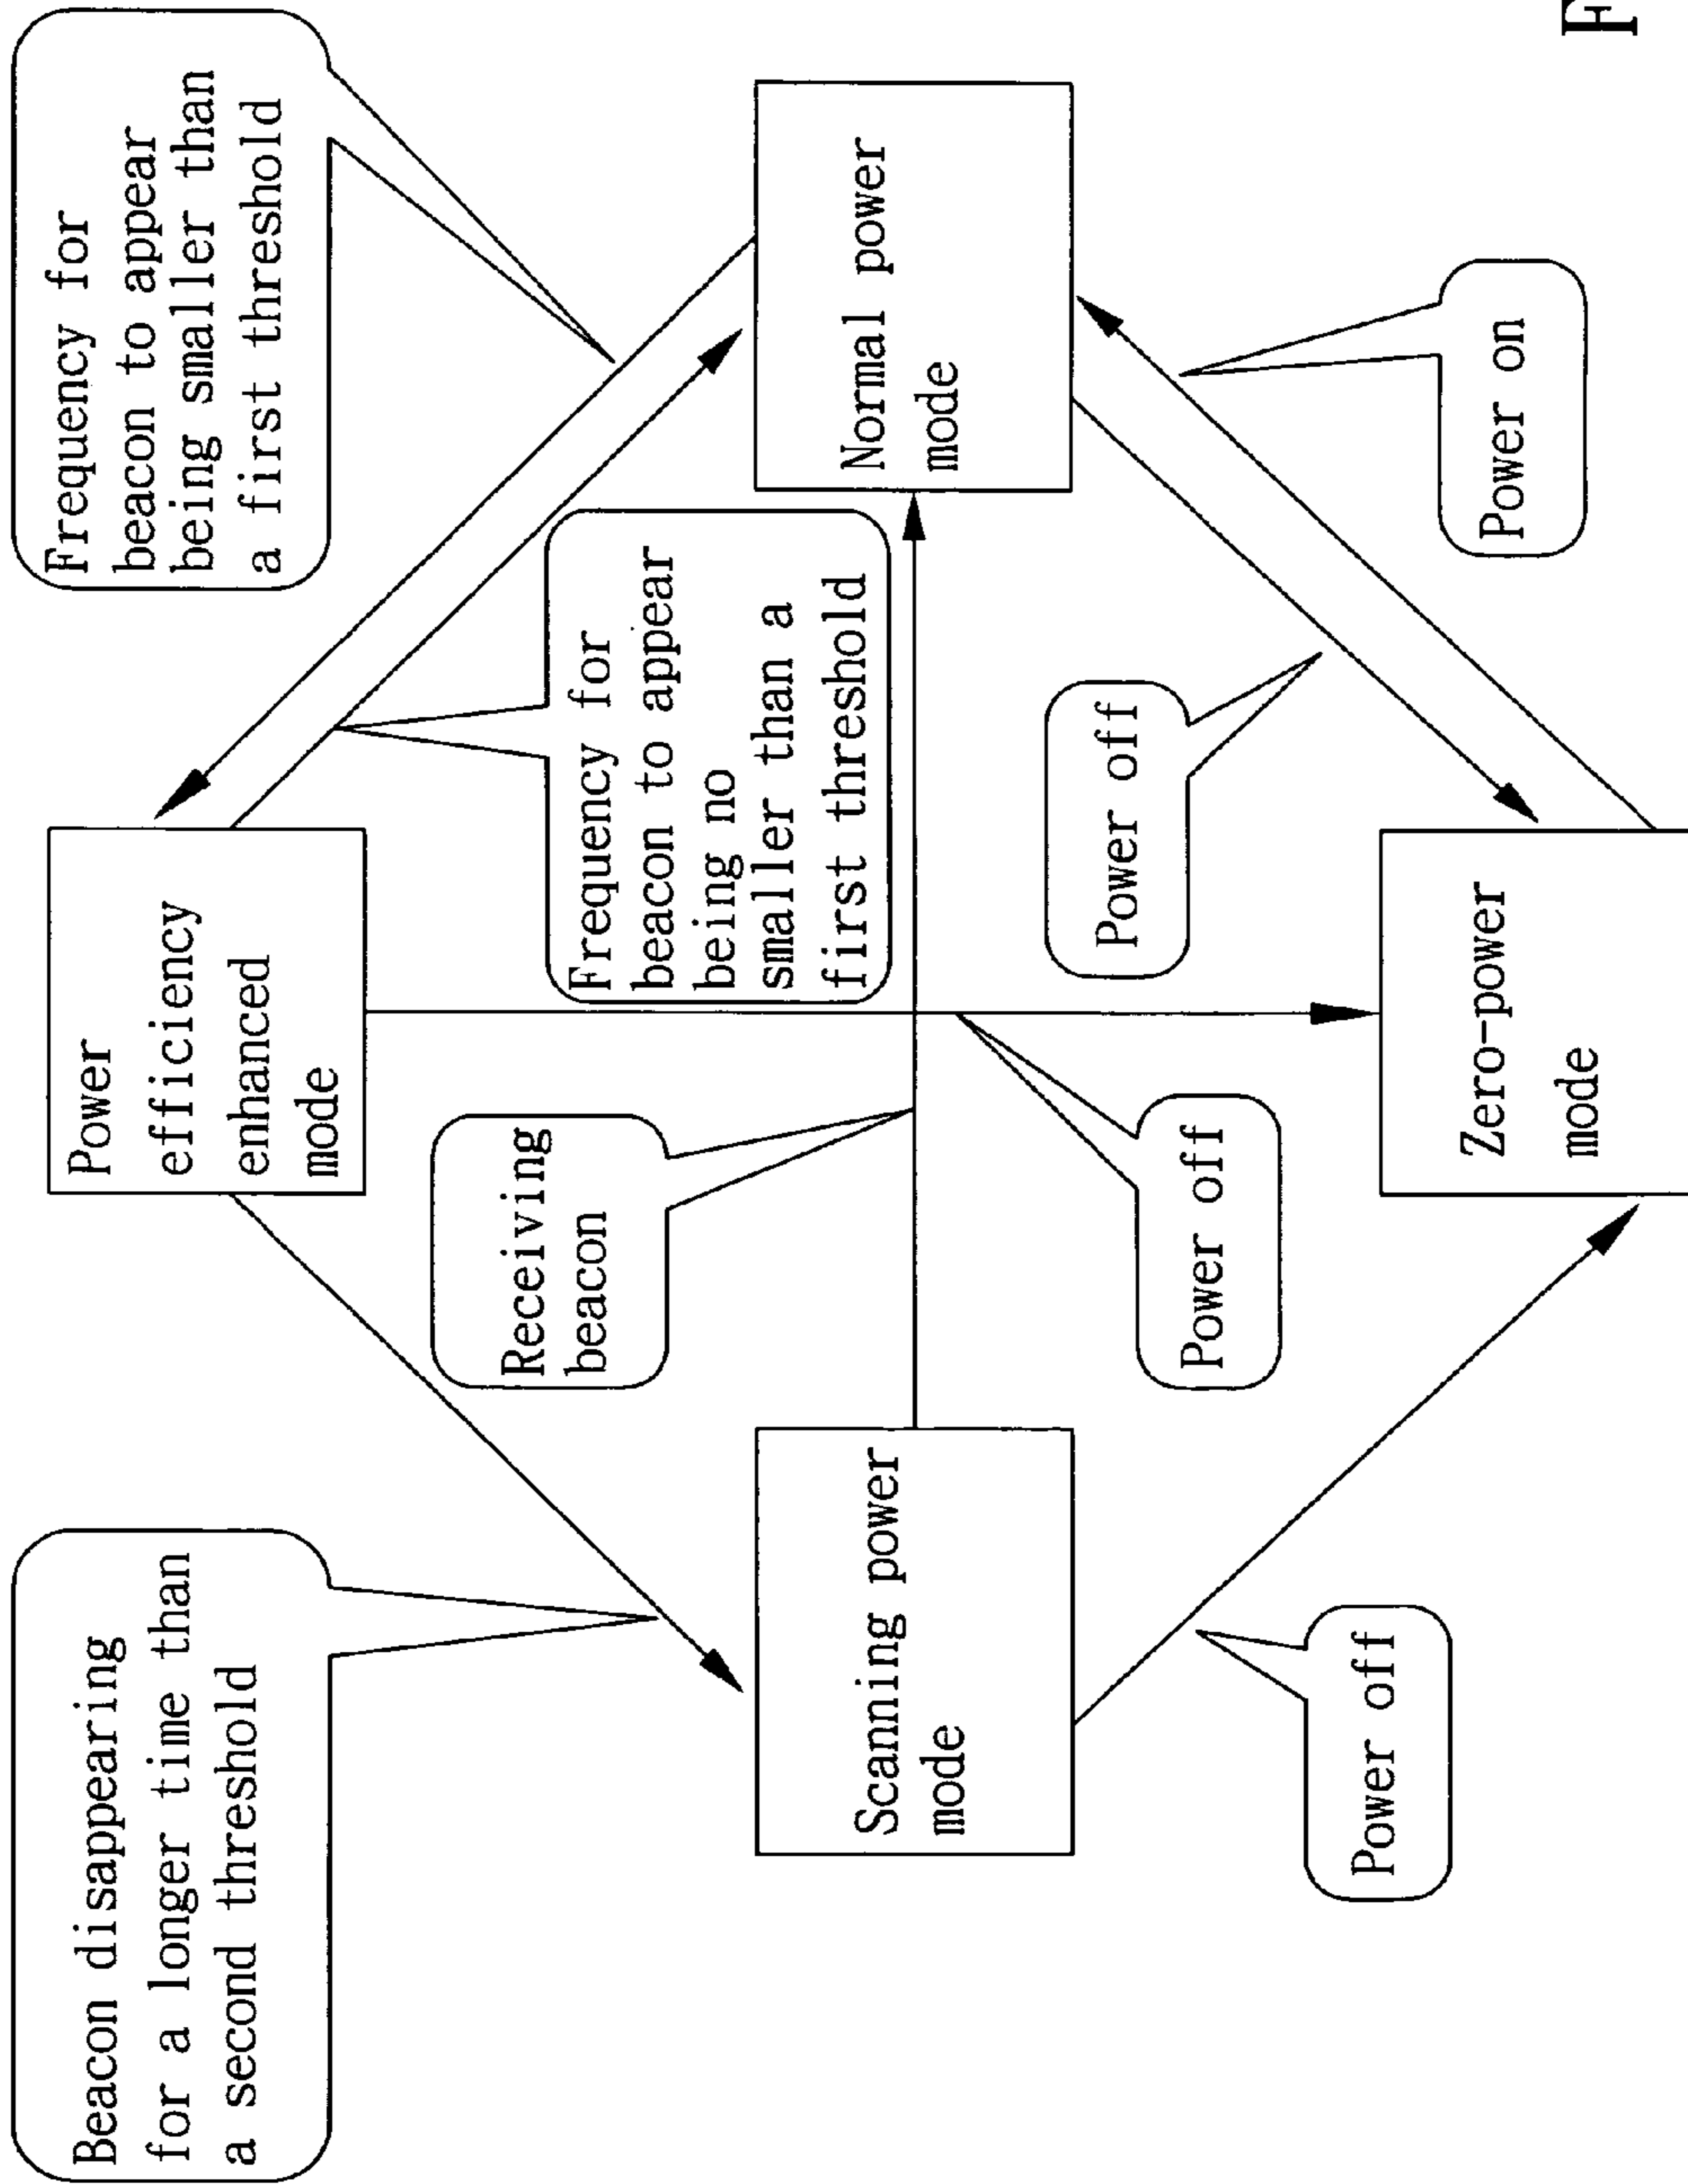 Beacon disappearing
for a longer time than
a second threshold
Frequency for
beacon to appear
being smaller than
a first threshold
Power
efficiency
enhanced
mode
Receiving
beacon
Frequency for
beacon to appear
being no
smaller than a
first threshold
Scanning power
mode
Normal power
mode
Power off
Power off
Power off
Power on
Zero-power
mode
F